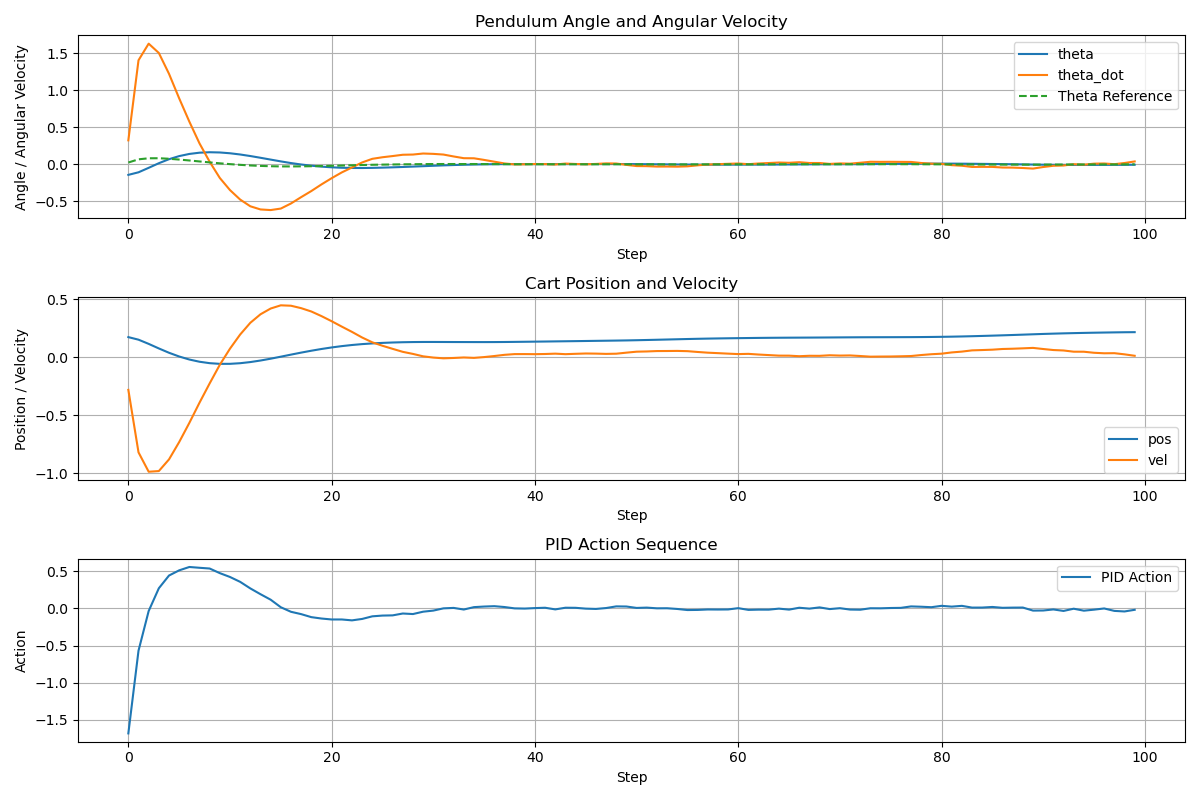 Pendulum Angle and Angular Velocity
Angle / Angular Velocity
1.5
1.0
0.5
0.0
−0.5
theta
theta_dot
Theta Reference
0 20 40 60 80 100
Step
Cart Position and Velocity
Position / Velocity
0.5
0.0
−0.5
−1.0
pos
vel
0 20 40 60 80 100
Step
PID Action Sequence
Action
0.5
0.0
−0.5
−1.0
−1.5
PID Action
0 20 40 60 80 100
Step